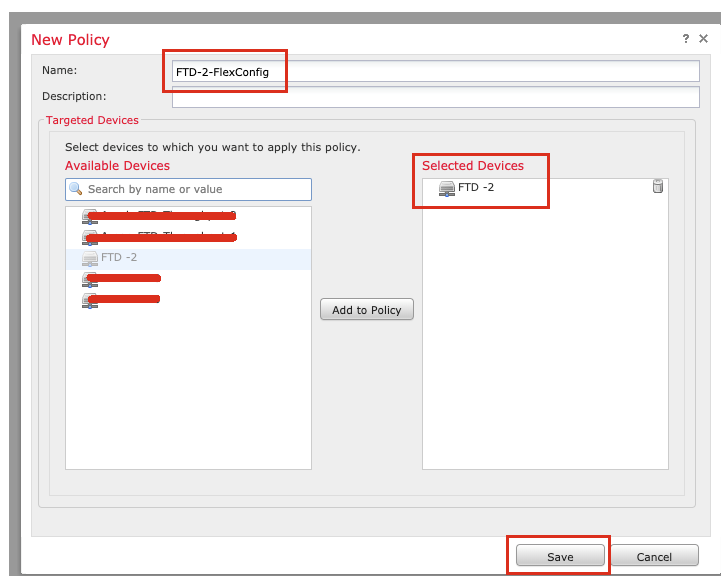 New Policy
? ×
Name:
FTD-2-FlexConfig
Description:
Targeted Devices
Select devices to which you want to apply this policy.
Available Devices
Selected Devices
Search by name or value
FTD -2
FTD -2
Add to Policy
Save
Cancel